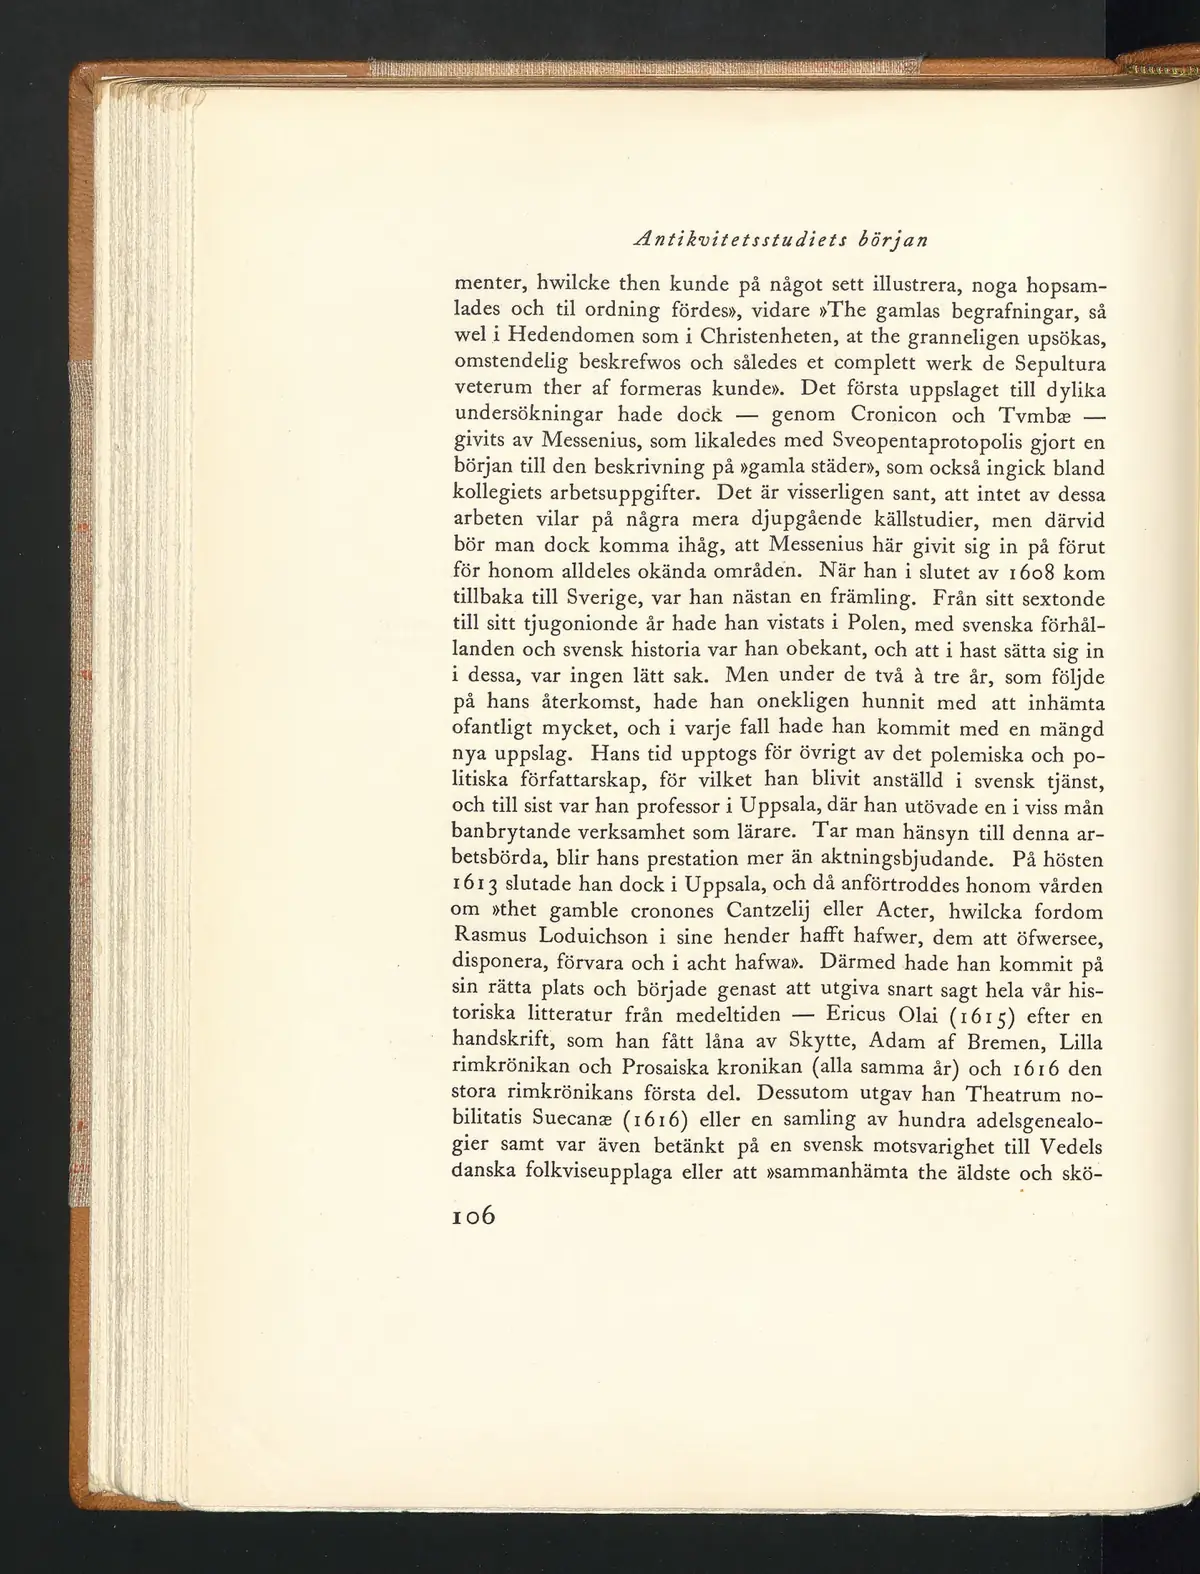 Antikvitetsstudiets början
menter, hwilcke then kunde på något sett illustrera, noga hopsam-
lades och til ordning fördes», vidare »The gamlas begrafningar, så
wel i Hedendomen som i Christenheten, at the granneligen upsökas,
omstendelig beskrefwos och således et complett werk de Sepultura
veterum ther af formeras kunde». Det första uppslaget till dylika
undersökningar hade dock — genom Cronicon och Tvmbæ —
givits av Messenius, som likaledes med Sveopentaprotopolis gjort en
början till den beskrivning på »gamla städer», som också ingick bland
kollegiets arbetsuppgifter. Det är visserligen sant, att intet av dessa
arbeten vilar på några mera djupgående källstudier, men därvid
bör man dock komma ihåg, att Messenius här givit sig in på förut
för honom alldeles okända områden. När han i slutet av 1608 kom
tillbaka till Sverige, var han nästan en främling. Från sitt sextonde
till sitt tjugonionde år hade han vistats i Polen, med svenska förhål-
landen och svensk historia var han obekant, och att i hast sätta sig in
i dessa, var ingen lätt sak. Men under de två à tre år, som följde
på hans återkomst, hade han onekligen hunnit med att inhämta
ofantligt mycket, och i varje fall hade han kommit med en mängd
nya uppslag. Hans tid upptogs för övrigt av det polemiska och po-
litiska författarskap, för vilket han blivit anställd i svensk tjänst,
och till sist var han professor i Uppsala, där han utövade en i viss mån
banbrytande verksamhet som lärare. Tar man hänsyn till denna ar-
betsbörda, blir hans prestation mer än aktningsbjudande. På hösten
1613 slutade han dock i Uppsala, och då anförtroddes honom vården
om »thet gamble cronones Cantzelij eller Acter, hwilcka fordom
Rasmus Loduichson i sine hender hafft hafwer, dem att öfwersee,
disponera, förvara och i acht hafwa». Därmed hade han kommit på
sin rätta plats och började genast att utgiva snart sagt hela vår his-
toriska litteratur från medeltiden — Ericus Olai (1615) efter en
handskrift, som han fått låna av Skytte, Adam af Bremen, Lilla
rimkrönikan och Prosaiska kronikan (alla samma år) och 1616 den
stora rimkrönikans första del. Dessutom utgav han Theatrum no-
bilitatis Suecanæ (1616) eller en samling av hundra adelsgenealo-
gier samt var även betänkt på en svensk motsvarighet till Vedels
danska folkviseupplaga eller att »sammanhämta the äldste och skö-
106